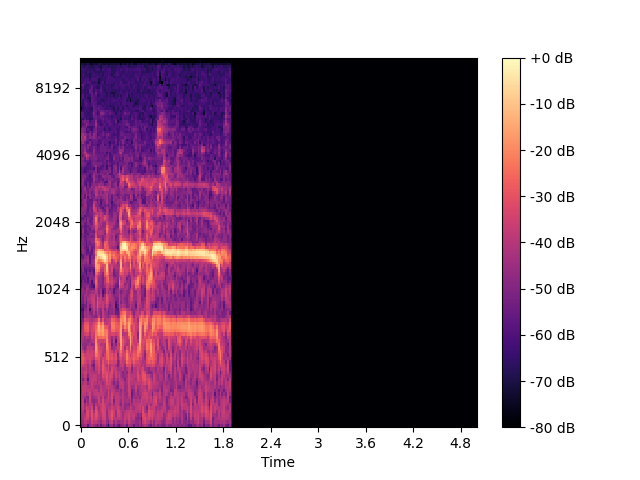 8192
4096
2048
1024
512
0
Hz
0 0.6 1.2 1.8 2.4 3 3.6 4.2 4.8
Time
+0 dB
-10 dB
-20 dB
-30 dB
-40 dB
-50 dB
-60 dB
-70 dB
-80 dB